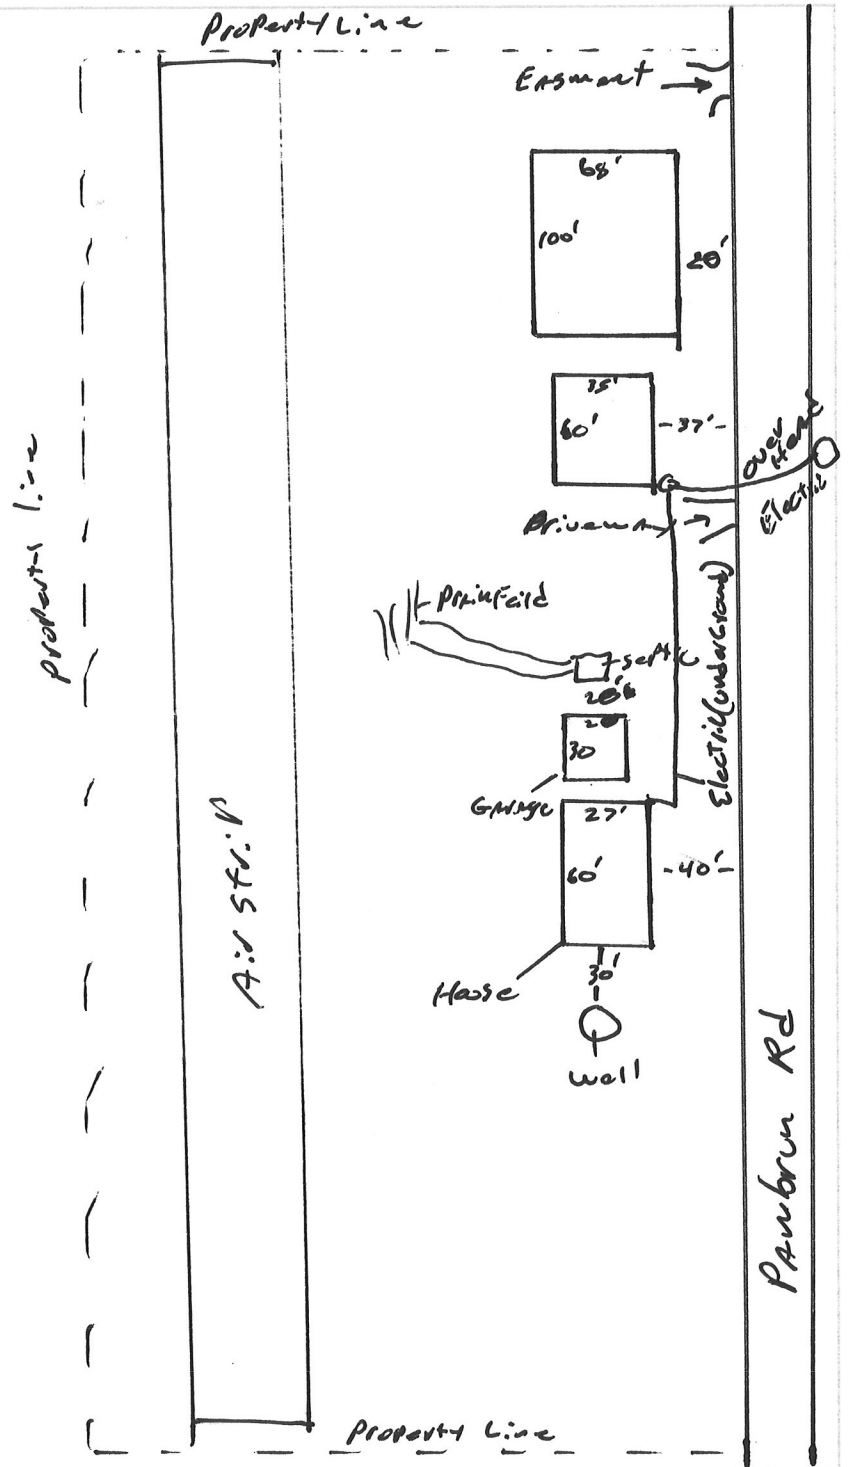 Property Line
Easment
68'
100'
20'
35'
60'
-37'-
Over Head
Electric
Driveway
property line
DrainFeild
septic
20'
20
30
Electric (underGround)
Garage
27'
60'
-40'-
Air Strip
House
30'
well
Pambrun Rd
Property Line